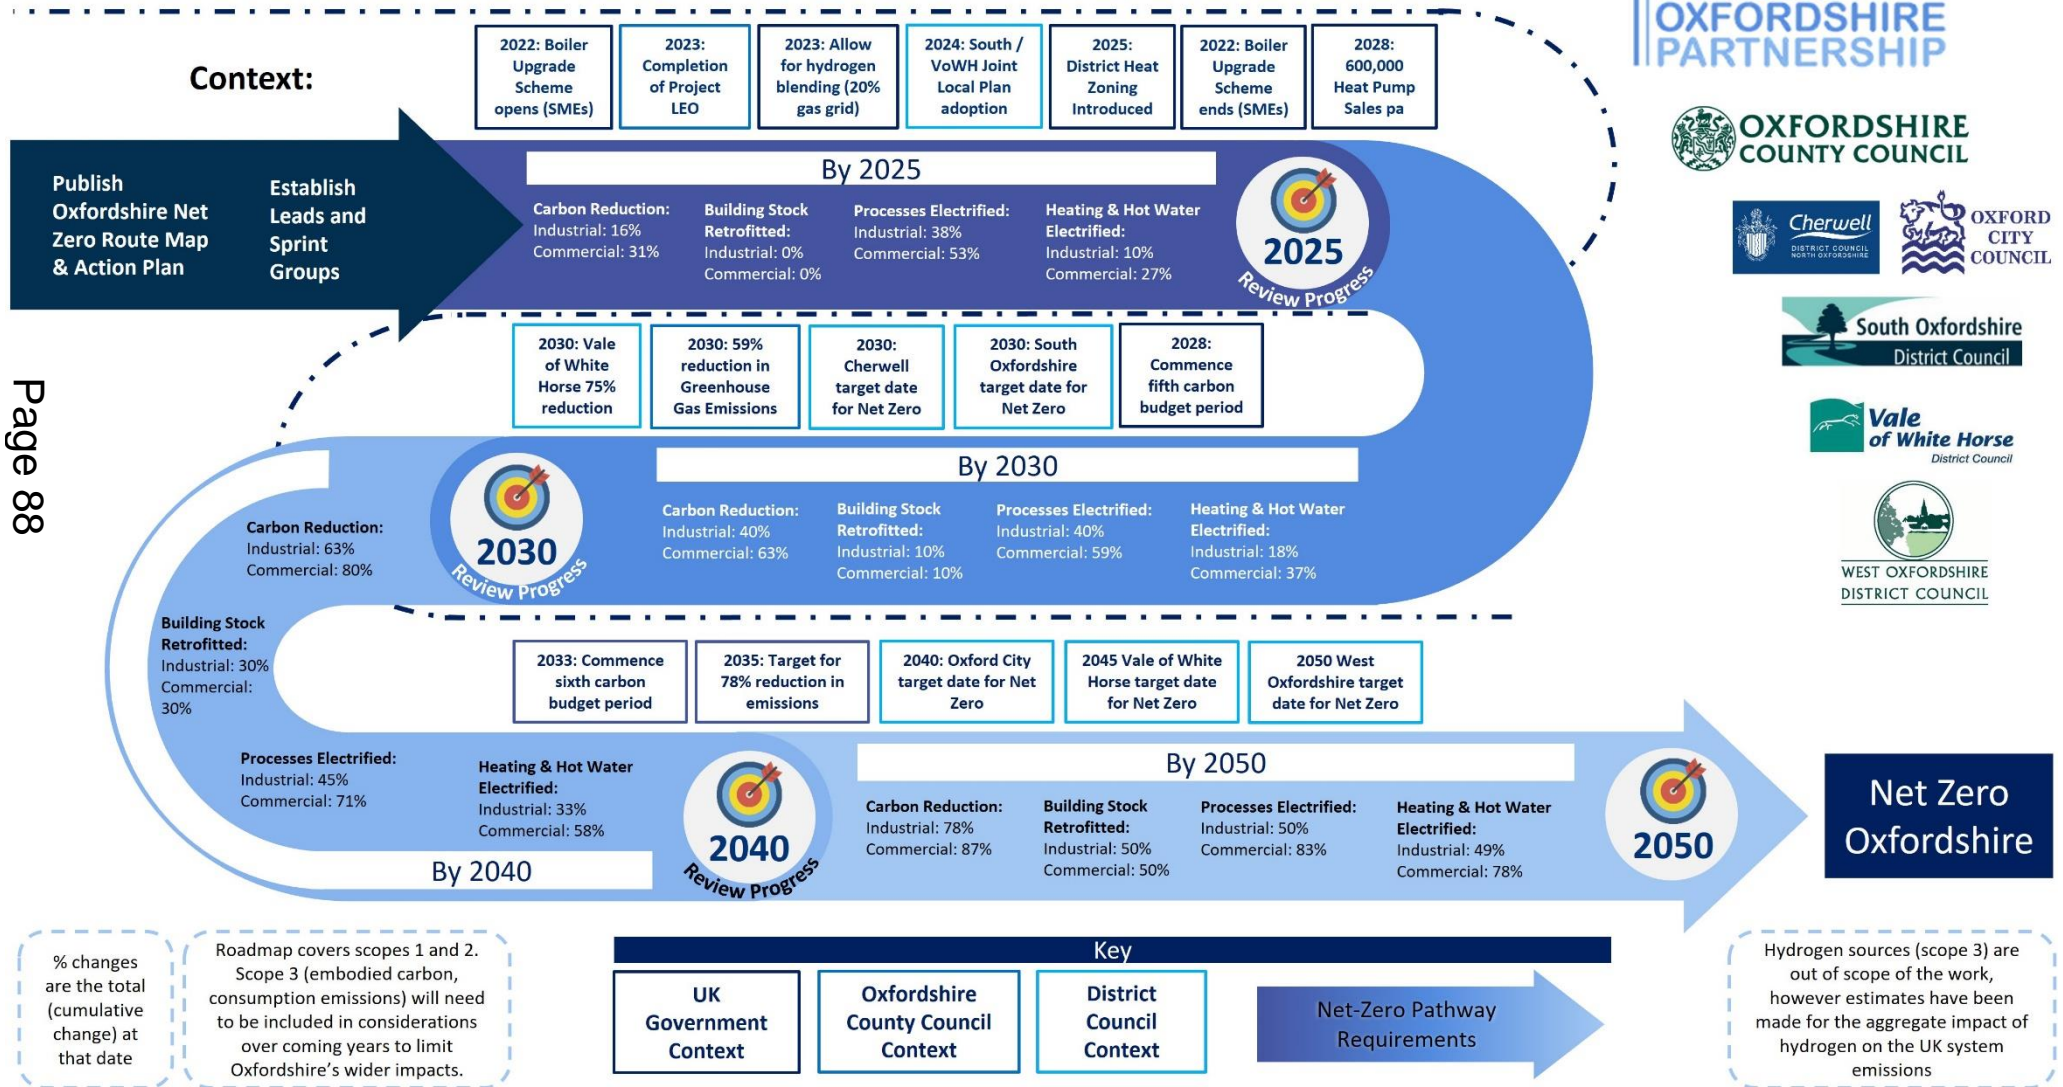 OXFORDSHIRE
PARTNERSHIP
Context:
2022: Boiler
Upgrade
Scheme
opens (SMEs)
2023:
Completion
of Project
LEO
2023: Allow
for hydrogen
blending (20%
gas grid)
2024: South /
VoWH Joint
Local Plan
adoption
2025:
District Heat
Zoning
Introduced
2022: Boiler
Upgrade
Scheme
ends (SMEs)
2028:
600,000
Heat Pump
Sales pa
OXFORDSHIRE
COUNTY COUNCIL
Cherwell
DISTRICT COUNCIL
NORTH OXFORDSHIRE
OXFORD
CITY
COUNCIL
South Oxfordshire
District Council
Vale
of White Horse
District Council
WEST OXFORDSHIRE
DISTRICT COUNCIL
Publish
Oxfordshire Net
Zero Route Map
& Action Plan
Establish
Leads and
Sprint
Groups
By 2025
Carbon Reduction:
Industrial: 16%
Commercial: 31%
Building Stock
Retrofitted:
Industrial: 0%
Commercial: 0%
Processes Electrified:
Industrial: 38%
Commercial: 53%
Heating & Hot Water
Electrified:
Industrial: 10%
Commercial: 27%
2025
Review Progress
2030: Vale
of White
Horse 75%
reduction
2030: 59%
reduction in
Greenhouse
Gas Emissions
2030:
Cherwell
target date
for Net Zero
2030: South
Oxfordshire
target date for
Net Zero
2028:
Commence
fifth carbon
budget period
Page 88
By 2030
Carbon Reduction:
Industrial: 40%
Commercial: 63%
Building Stock
Retrofitted:
Industrial: 10%
Commercial: 10%
Processes Electrified:
Industrial: 40%
Commercial: 59%
Heating & Hot Water
Electrified:
Industrial: 18%
Commercial: 37%
2030
Review Progress
Carbon Reduction:
Industrial: 63%
Commercial: 80%
Building Stock
Retrofitted:
Industrial: 30%
Commercial:
30%
Processes Electrified:
Industrial: 45%
Commercial: 71%
Heating & Hot Water
Electrified:
Industrial: 33%
Commercial: 58%
By 2040
2040
Review Progress
2033: Commence
sixth carbon
budget period
2035: Target for
78% reduction in
emissions
2040: Oxford City
target date for Net
Zero
2045 Vale of White
Horse target date
for Net Zero
2050 West
Oxfordshire target
date for Net Zero
By 2050
Carbon Reduction:
Industrial: 78%
Commercial: 87%
Building Stock
Retrofitted:
Industrial: 50%
Commercial: 50%
Processes Electrified:
Industrial: 50%
Commercial: 83%
Heating & Hot Water
Electrified:
Industrial: 49%
Commercial: 78%
2050
Net Zero
Oxfordshire
% changes
are the total
(cumulative
change) at
that date
Roadmap covers scopes 1 and 2.
Scope 3 (embodied carbon,
consumption emissions) will need
to be included in considerations
over coming years to limit
Oxfordshire’s wider impacts.
Key
UK
Government
Context
Oxfordshire
County Council
Context
District
Council
Context
Net-Zero Pathway
Requirements
Hydrogen sources (scope 3) are
out of scope of the work,
however estimates have been
made for the aggregate impact of
hydrogen on the UK system
emissions